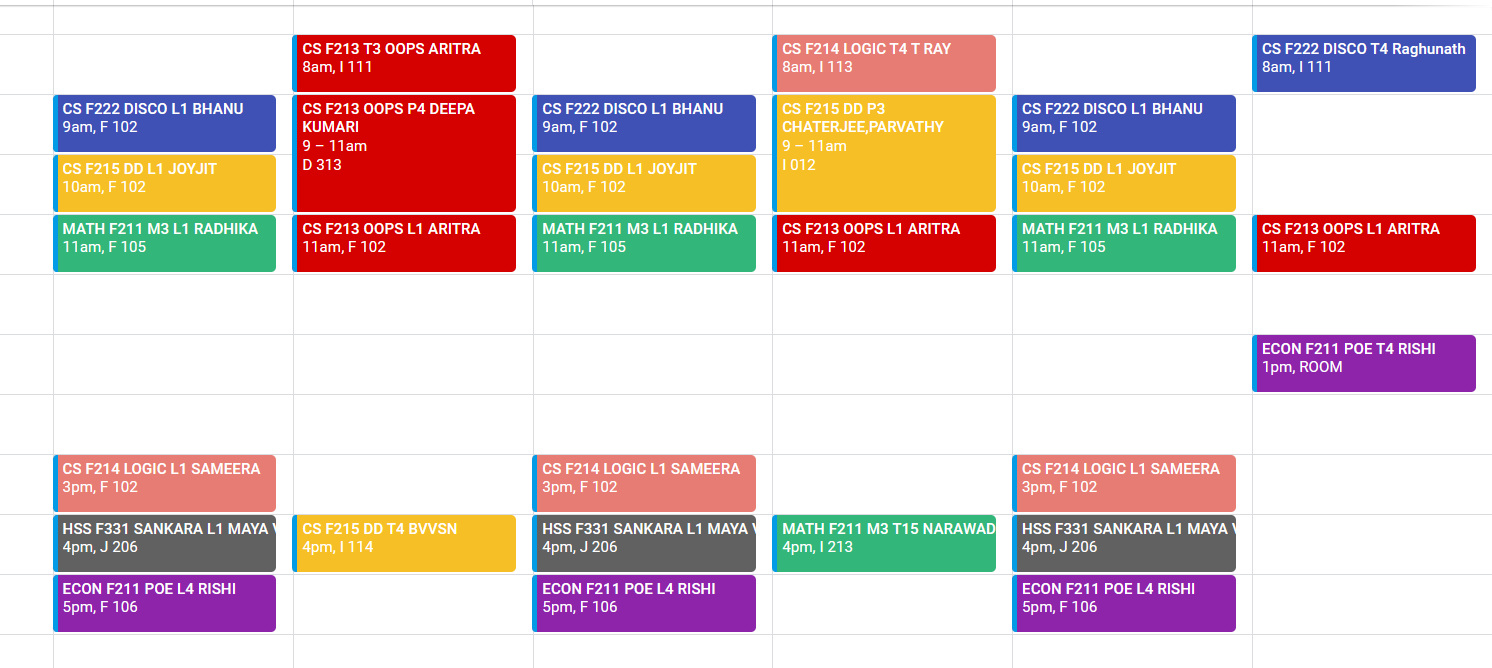 CS F222 DISCO L1 BHANU
9am, F 102
CS F215 DD L1 JOYJIT
10am, F 102
MATH F211 M3 L1 RADHIKA
11am, F 105
CS F214 LOGIC L1 SAMEERA
3pm, F 102
HSS F331 SANKARA L1 MAYA
4pm, J 206
ECON F211 POE L4 RISHI
5pm, F 106
CS F213 T3 OOPS ARITRA
8am, I 111
CS F213 OOPS P4 DEEPA
KUMARI
9 – 11am
D 313
CS F213 OOPS L1 ARITRA
11am, F 102
CS F215 DD T4 BVVSN
4pm, I 114
CS F222 DISCO L1 BHANU
9am, F 102
CS F215 DD L1 JOYJIT
10am, F 102
MATH F211 M3 L1 RADHIKA
11am, F 105
CS F214 LOGIC L1 SAMEERA
3pm, F 102
HSS F331 SANKARA L1 MAYA
4pm, J 206
ECON F211 POE L4 RISHI
5pm, F 106
CS F214 LOGIC T4 T RAY
8am, I 113
CS F215 DD P3
CHATERJEE,PARVATHY
9 – 11am
I 012
CS F213 OOPS L1 ARITRA
11am, F 102
MATH F211 M3 T15 NARAWAD
4pm, I 213
CS F222 DISCO L1 BHANU
9am, F 102
CS F215 DD L1 JOYJIT
10am, F 102
MATH F211 M3 L1 RADHIKA
11am, F 105
CS F214 LOGIC L1 SAMEERA
3pm, F 102
HSS F331 SANKARA L1 MAYA
4pm, J 206
ECON F211 POE L4 RISHI
5pm, F 106
CS F222 DISCO T4 Raghunath
8am, I 111
CS F213 OOPS L1 ARITRA
11am, F 102
ECON F211 POE T4 RISHI
1pm, ROOM